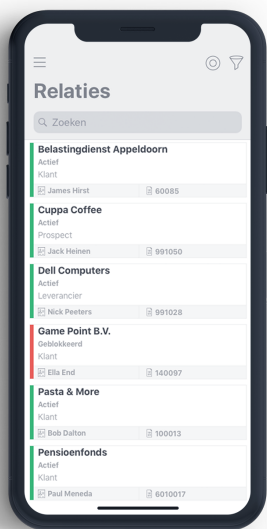 Relaties
Zoeken
Belastingdienst Appeldoorn
Actief
Klant
James Hirst 60085
Cuppa Coffee
Actief
Prospect
Jack Heinen 991050
Dell Computers
Actief
Leverancier
Nick Peeters 991028
Game Point B.V.
Geblokkeerd
Klant
Ella End 140097
Pasta & More
Actief
Klant
Bob Dalton 100013
Pensioenfonds
Actief
Klant
Paul Meneda 6010017